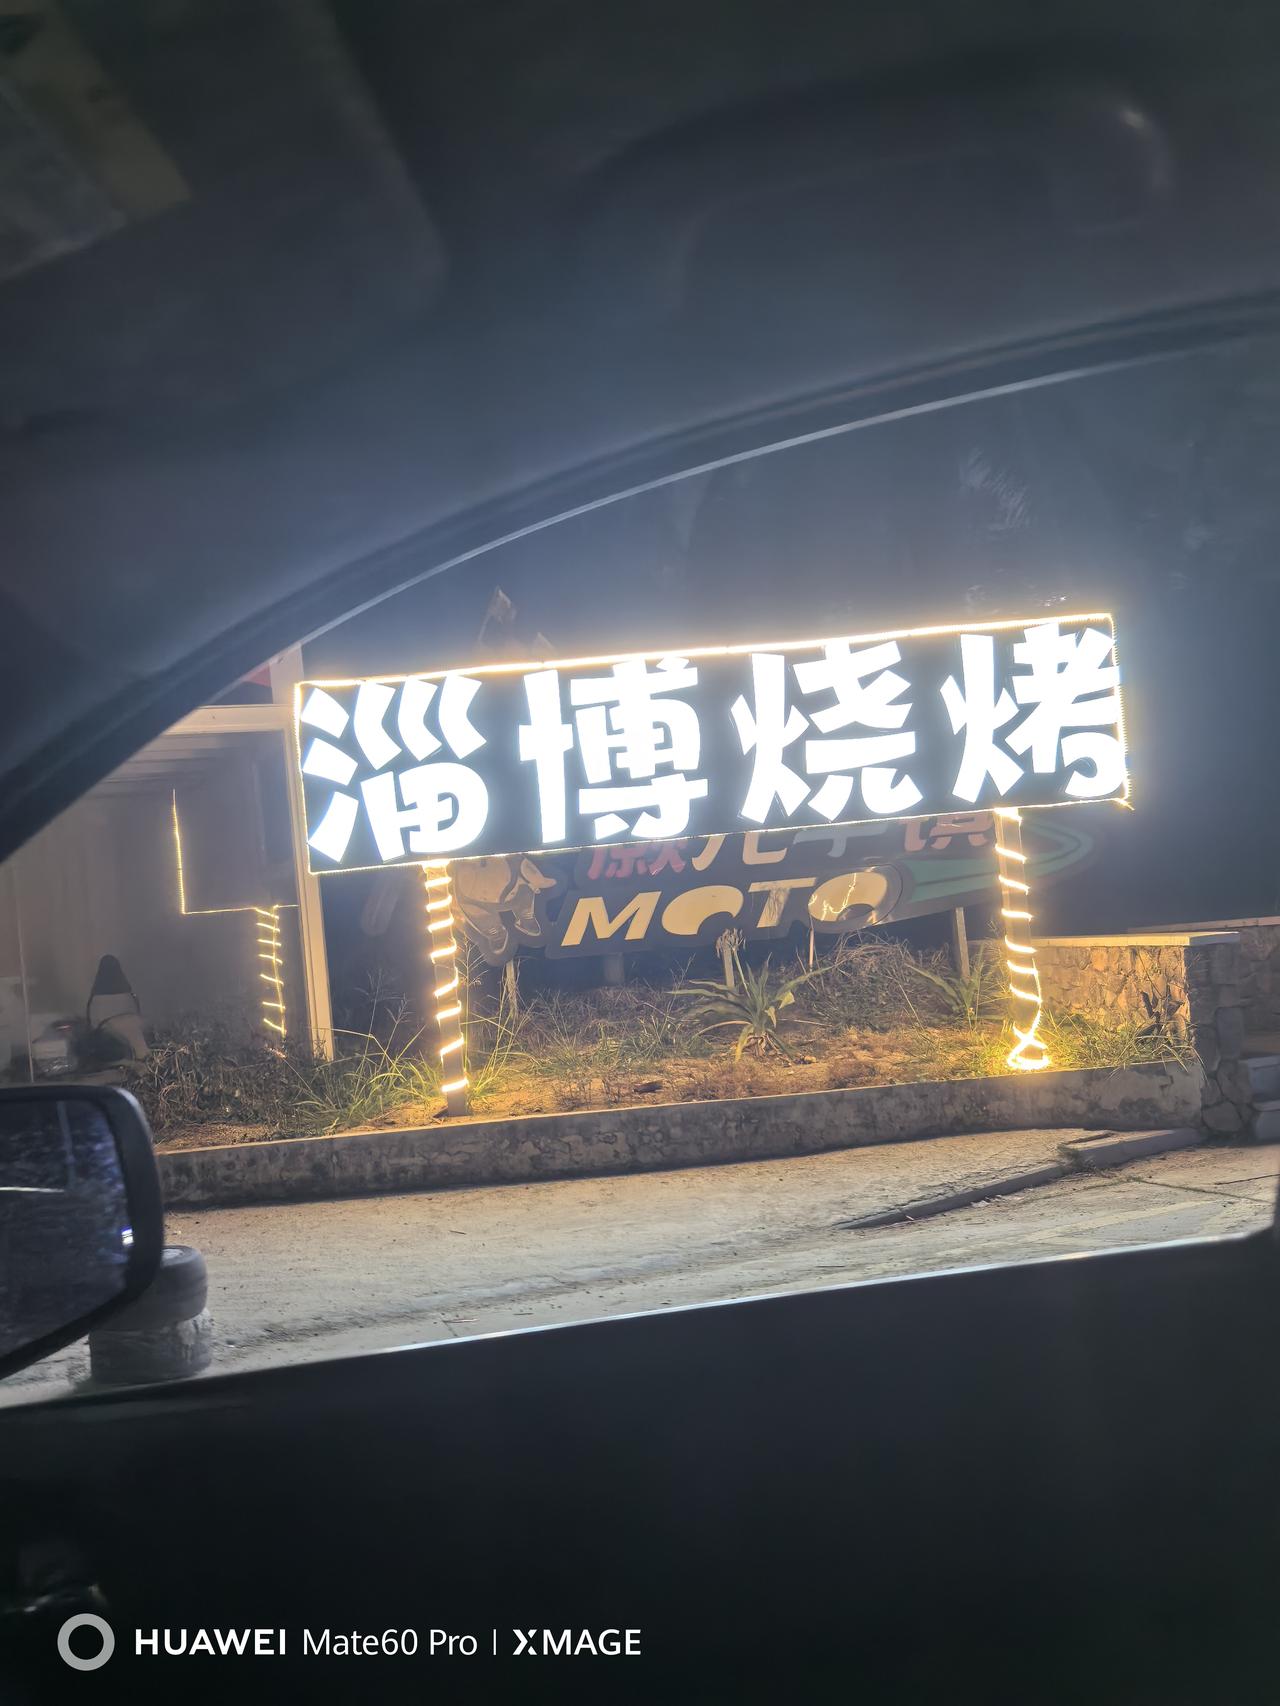 淄博烧烤
MOTO
HUAWEI Mate60 Pro | XMAGE